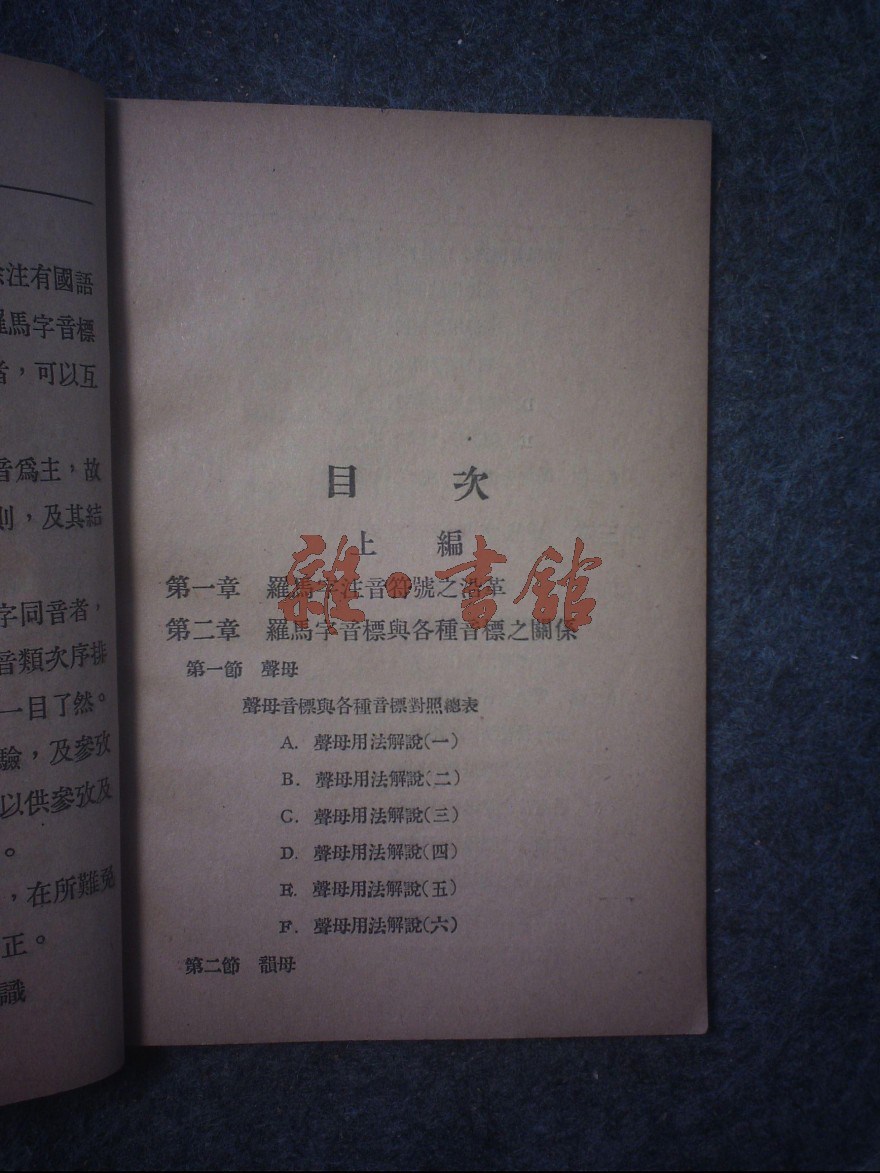 注有國語
羅馬字音標
者，可以互
音爲主，故
則，及其結
字同音者，
音類次序排
一目了然。
驗，及參攷
以供參攷及
。
，在所難免
正。
識
目 次
上 編
第一章 羅馬字注音符號之沿革
第二章 羅馬字音標與各種音標之關係
第一節 聲母
聲母音標與各種音標對照總表
A. 聲母用法解說(一)
B. 聲母用法解說(二)
C. 聲母用法解說(三)
D. 聲母用法解說(四)
E. 聲母用法解說(五)
F. 聲母用法解說(六)
第二節 韻母
雜·書館